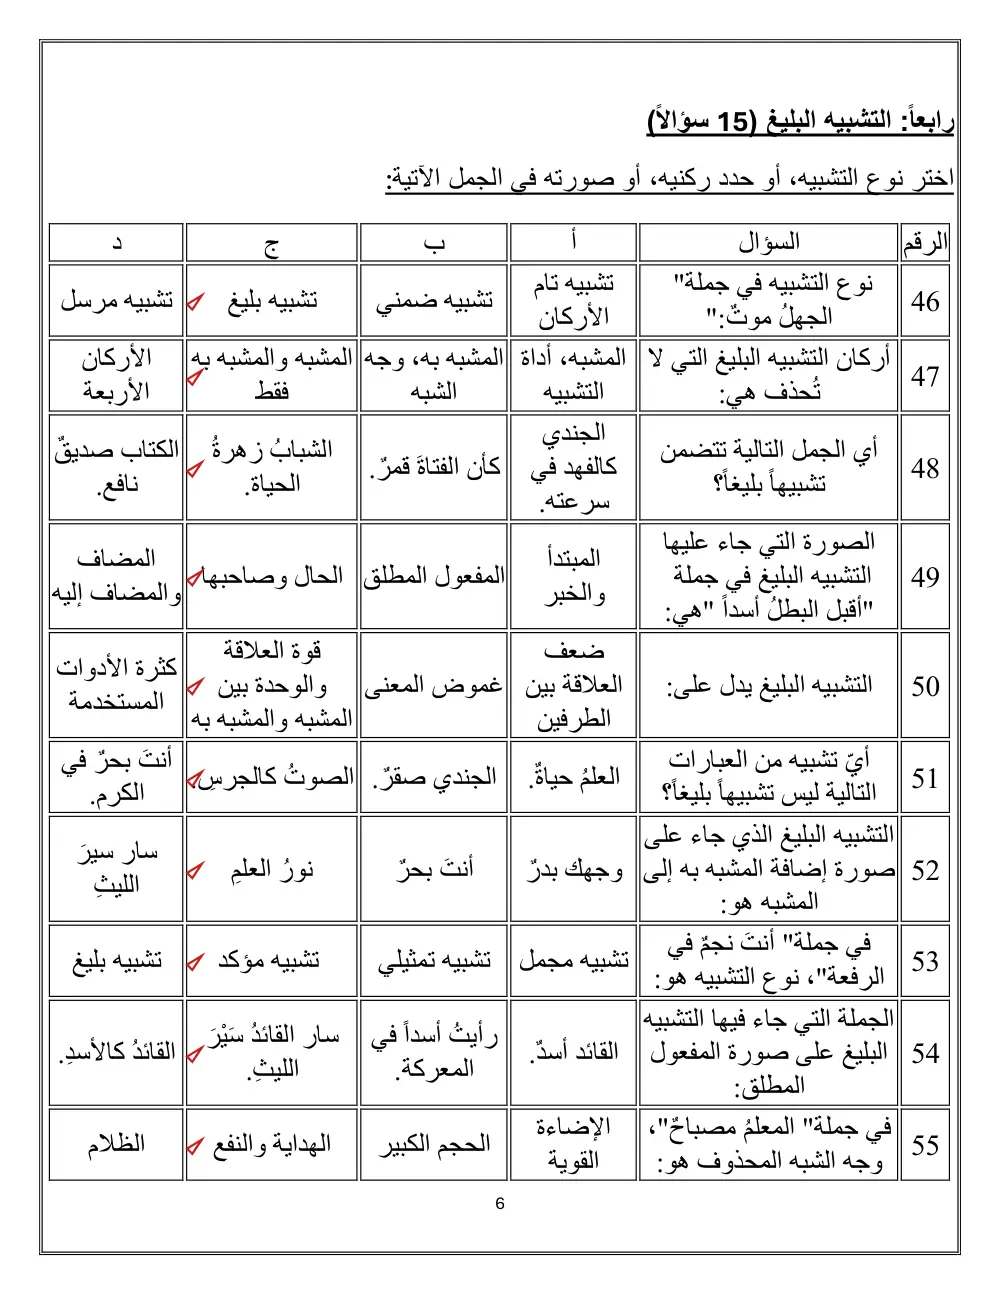 رابعاً: التشبيه البليغ (15 سؤالاً)
اختر نوع التشبيه، أو حدد ركنيه، أو صورته في الجمل الآتية:
الرقم السؤال أ ب ج د
46 نوع التشبيه في جملة" الجهلُ موتٌ:" تشبيه تام الأركان تشبيه ضمني تشبيه بليغ تشبيه مرسل
47 أركان التشبيه البليغ التي لا تُحذف هي: المشبه، أداة التشبيه المشبه به، وجه الشبه المشبه والمشبه به فقط الأركان الأربعة
48 أي الجمل التالية تتضمن تشبيهاً بليغاً؟ الجندي كالفهد في سرعته. كأن الفتاةَ قمرٌ. الشبابُ زهرةُ الحياة. الكتاب صديقٌ نافع.
49 الصورة التي جاء عليها التشبيه البليغ في جملة "أقبل البطلُ أسداً "هي: المبتدأ والخبر المفعول المطلق الحال وصاحبها المضاف والمضاف إليه
50 التشبيه البليغ يدل على: ضعف العلاقة بين الطرفين غموض المعنى قوة العلاقة والوحدة بين المشبه والمشبه به كثرة الأدوات المستخدمة
51 أيّ تشبيه من العبارات التالية ليس تشبيهاً بليغاً؟ العلمُ حياةٌ. الجندي صقرٌ. الصوتُ كالجرسِ. أنتَ بحرٌ في الكرم.
52 التشبيه البليغ الذي جاء على صورة إضافة المشبه به إلى المشبه هو: وجهك بدرٌ أنتَ بحرٌ نورُ العلمِ سار سيرَ الليثِ
53 في جملة" أنتَ نجمٌ في الرفعة"، نوع التشبيه هو: تشبيه مجمل تشبيه تمثيلي تشبيه مؤكد تشبيه بليغ
54 الجملة التي جاء فيها التشبيه البليغ على صورة المفعول المطلق: القائد أسدٌ. رأيتُ أسداً في المعركة. سار القائدُ سَيْرَ الليثِ. القائدُ كالأسدِ.
55 في جملة" المعلمُ مصباحٌ"، وجه الشبه المحذوف هو: الإضاءة القوية الحجم الكبير الهداية والنفع الظلام
6